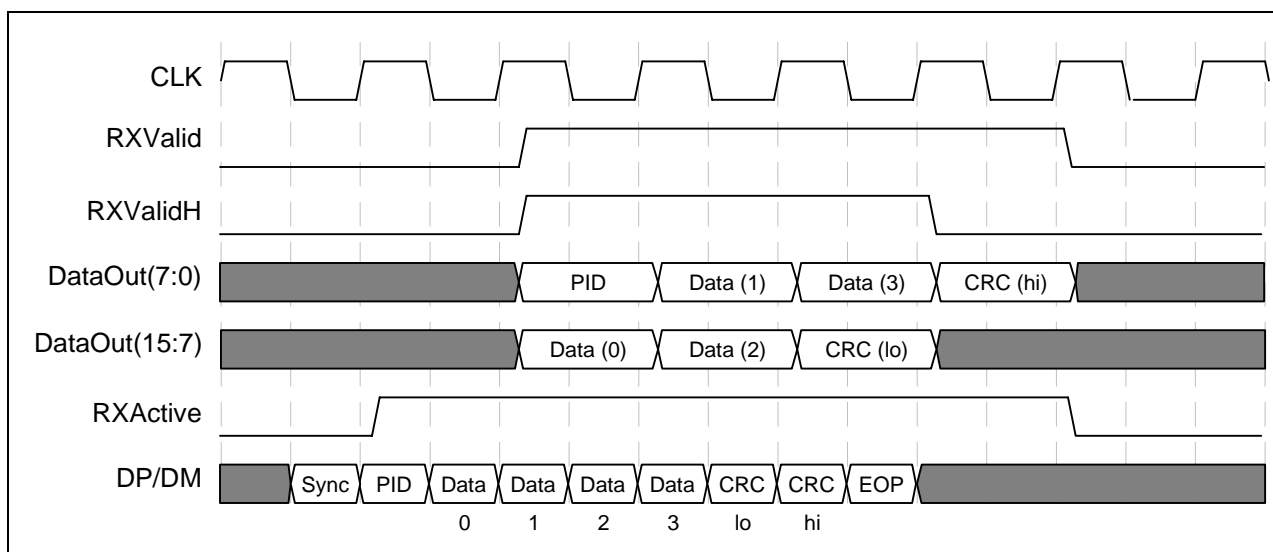 CLK
RXValid
RXValidH
DataOut(7:0) PID Data (1) Data (3) CRC (hi)
DataOut(15:7) Data (0) Data (2) CRC (lo)
RXActive
DP/DM Sync PID Data Data Data Data CRC CRC EOP
0 1 2 3 lo hi